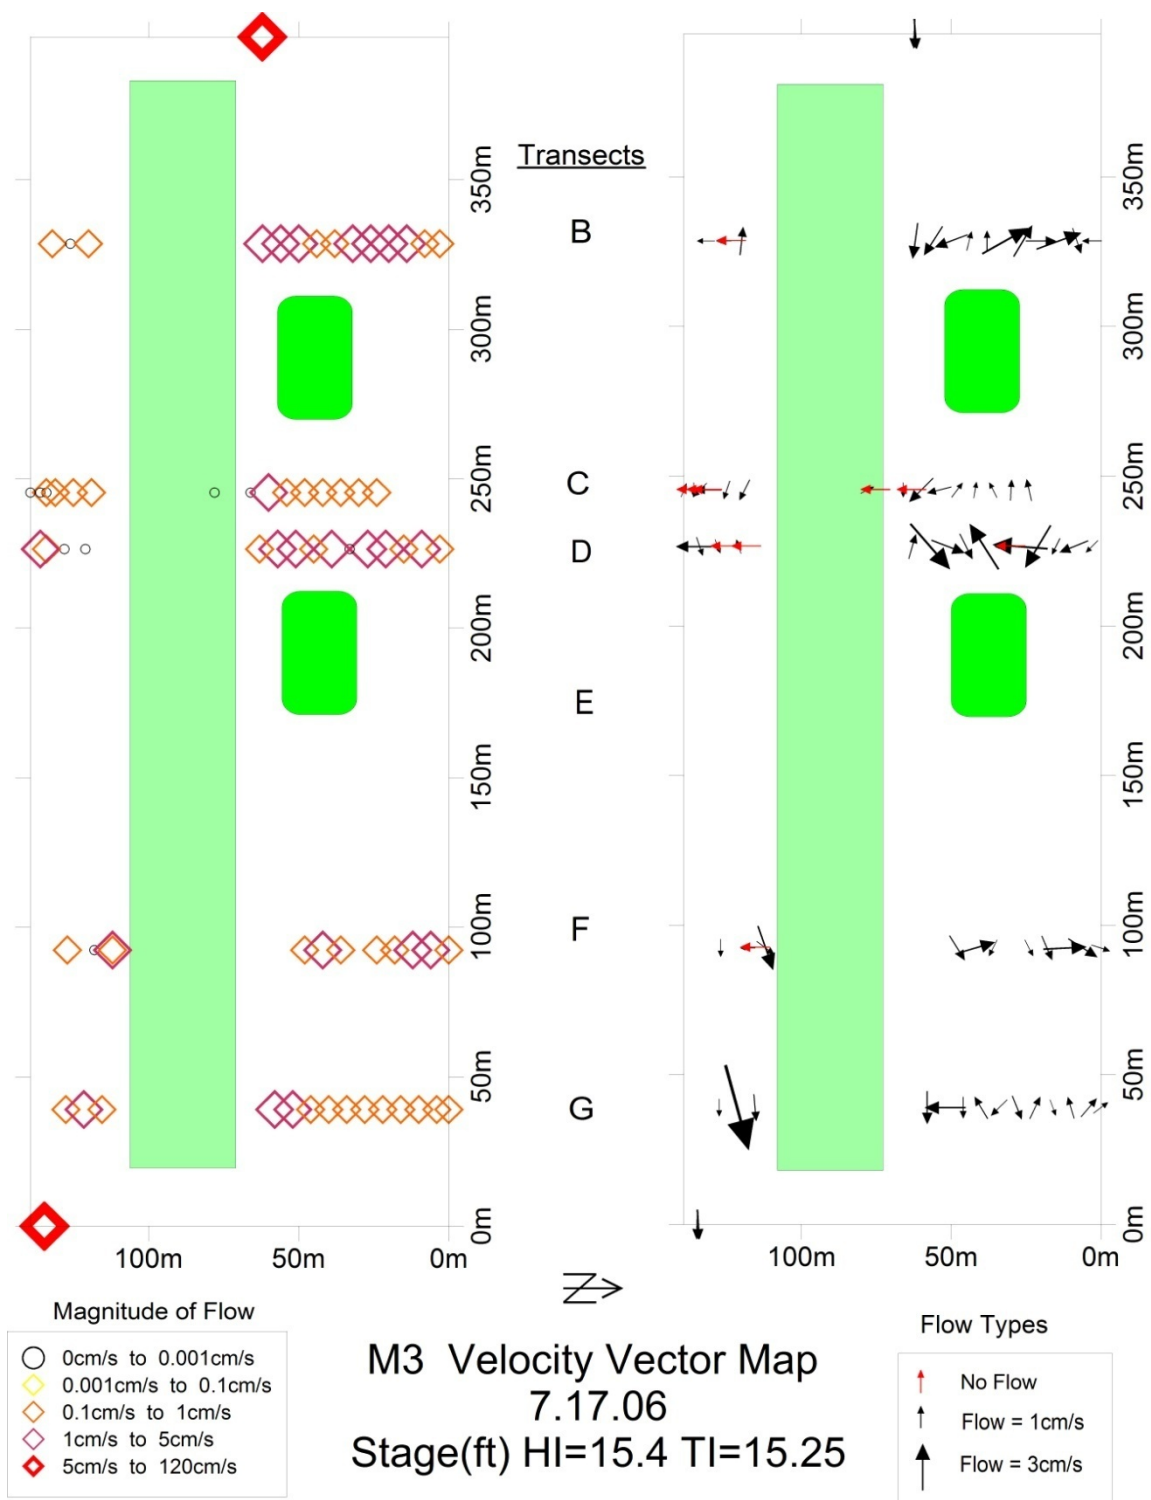 Transects
B
C
D
E
F
G
350m
300m
250m
200m
150m
100m
50m
0m
100m
50m
0m
350m
300m
250m
200m
150m
100m
50m
0m
100m
50m
0m
Z
Magnitude of Flow
0cm/s to 0.001cm/s
0.001cm/s to 0.1cm/s
0.1cm/s to 1cm/s
1cm/s to 5cm/s
5cm/s to 120cm/s
M3 Velocity Vector Map
7.17.06
Stage(ft) HI=15.4 TI=15.25
Flow Types
No Flow
Flow = 1cm/s
Flow = 3cm/s